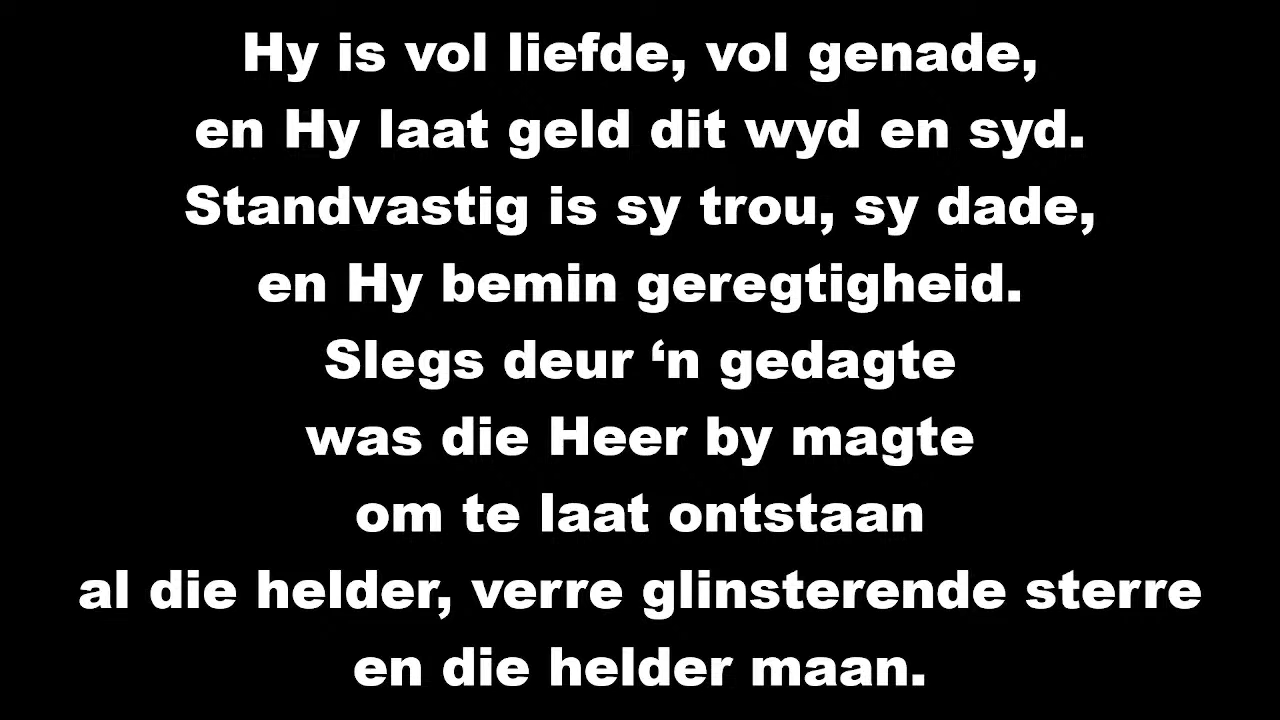 Hy is vol liefde, vol genade,
en Hy laat geld dit wyd en syd.
Standvastig is sy trou, sy dade,
en Hy bemin geregtigheid.
Slegs deur ‘n gedagte
was die Heer by magte
om te laat ontstaan
al die helder, verre glinsterende sterre
en die helder maan.